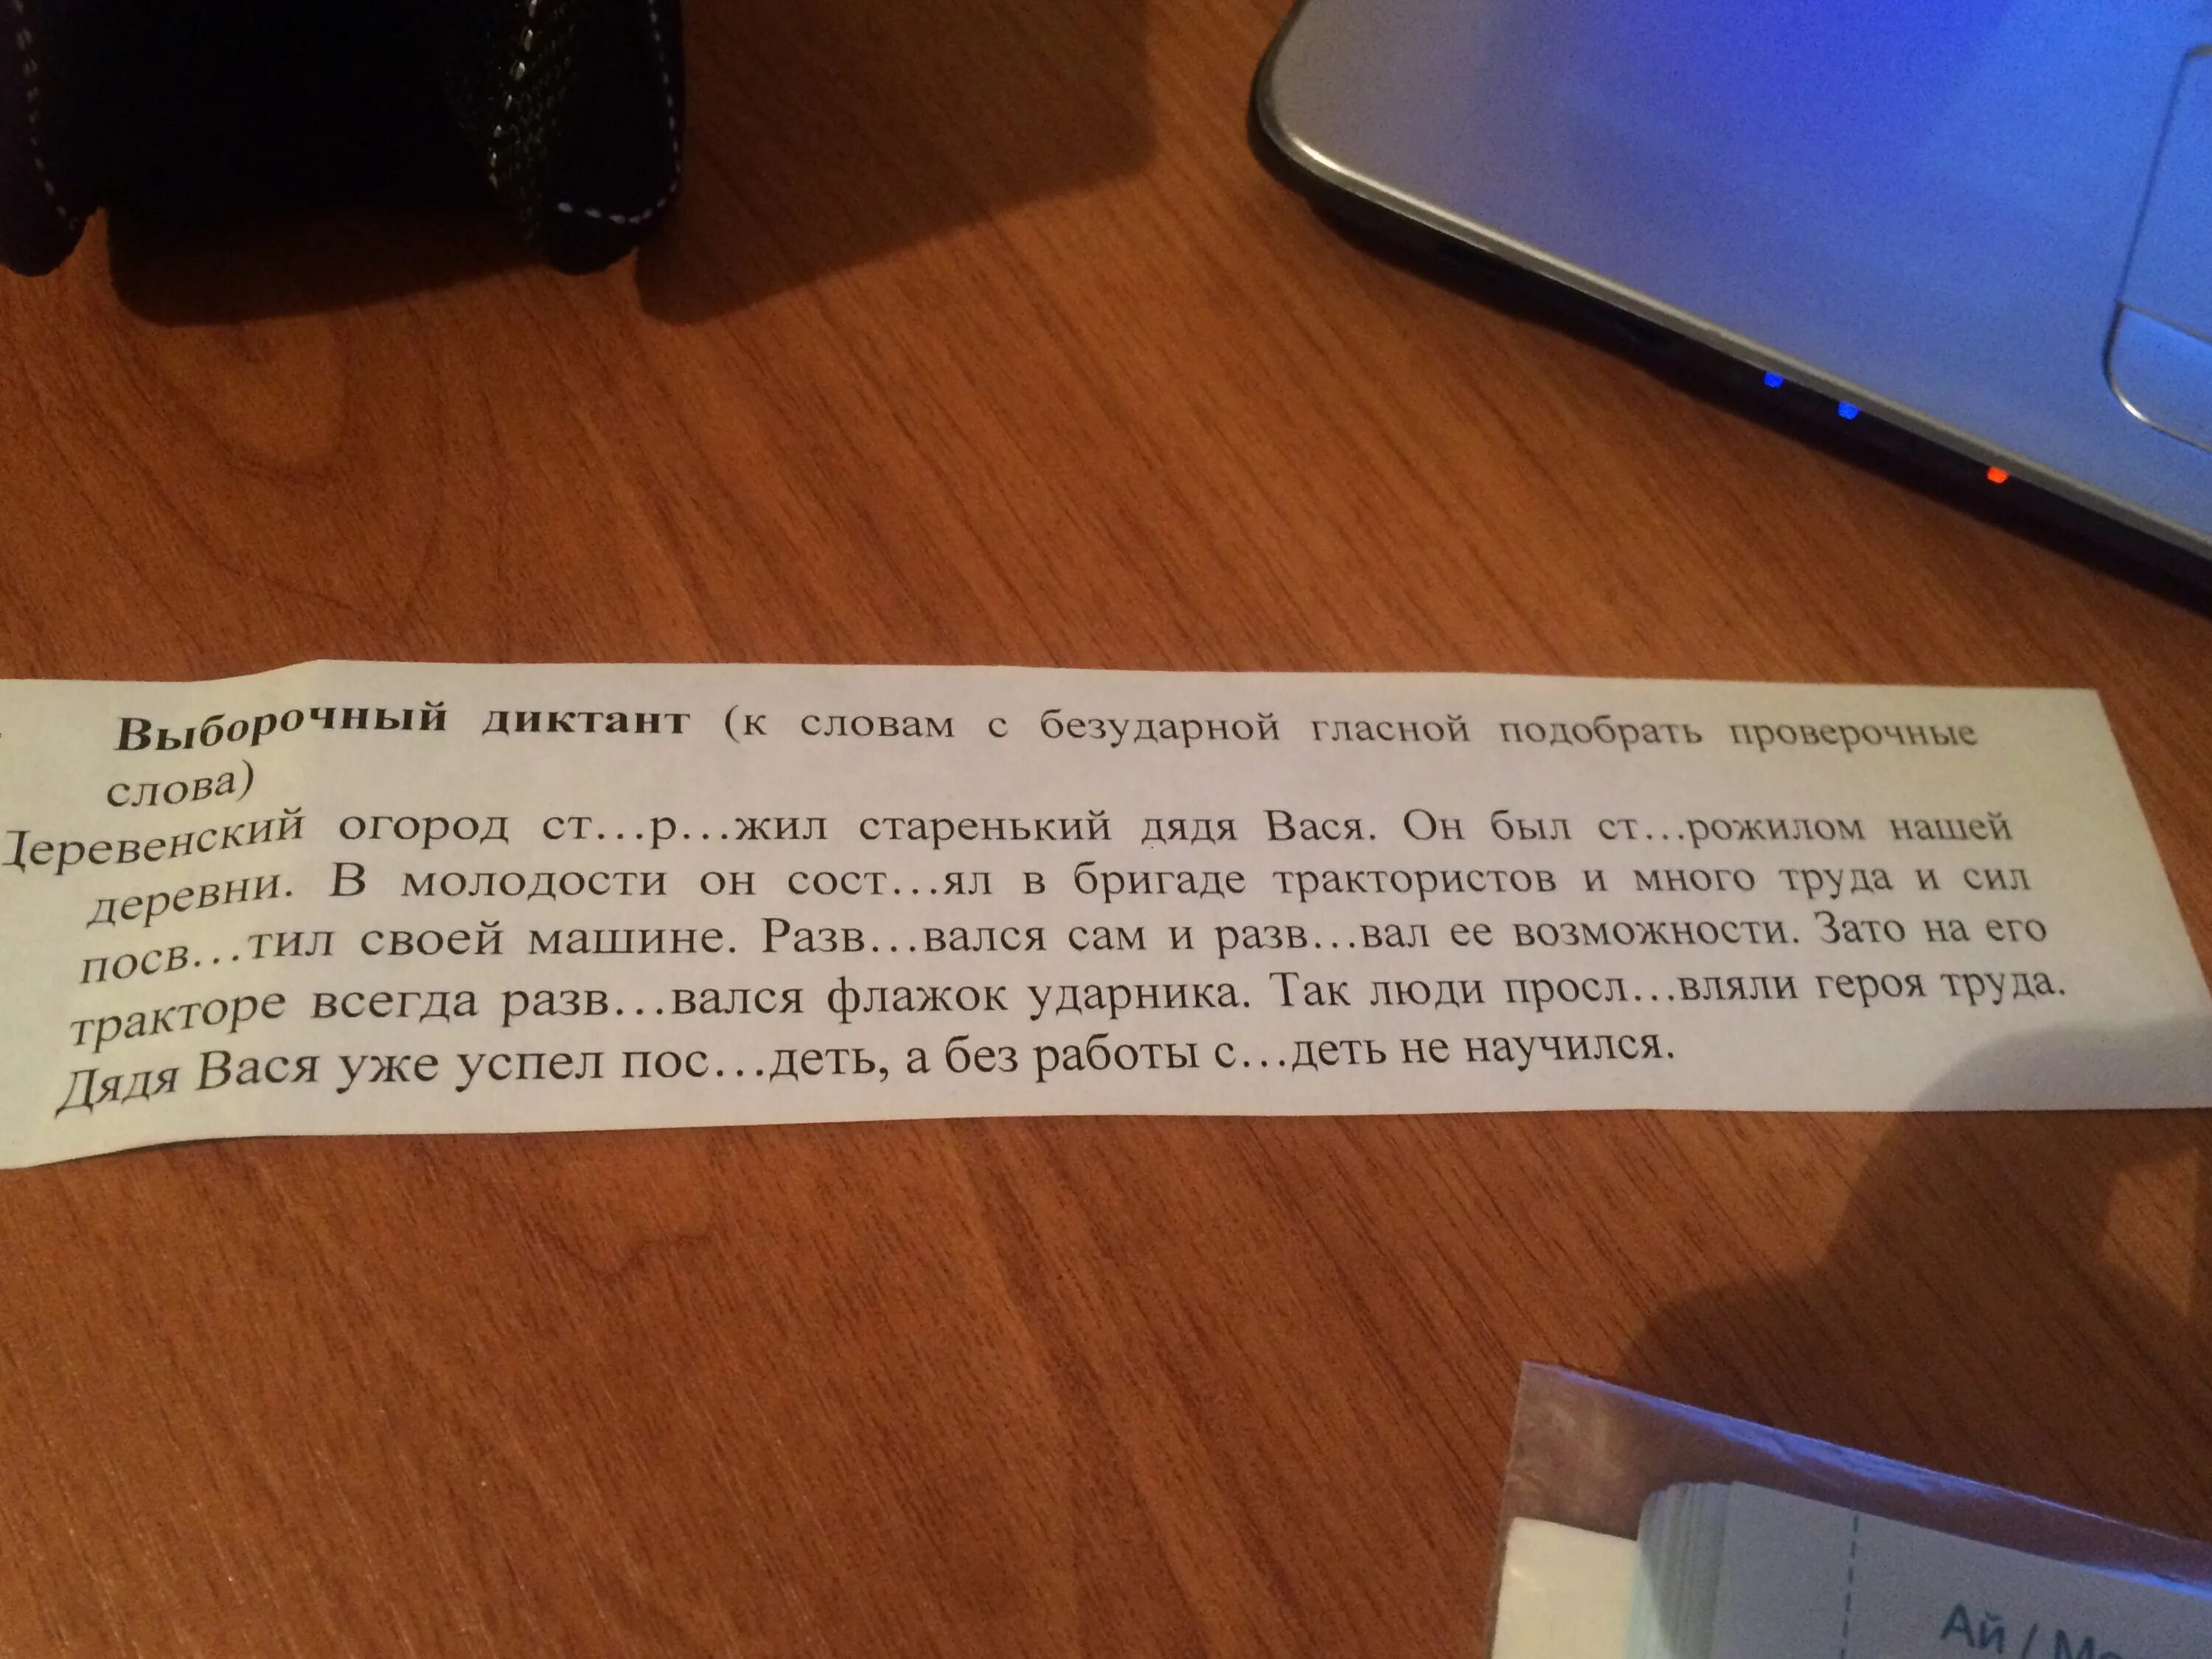 Выборочный диктант (к словам с безударной гласной подобрать проверочные
слова)
Деревенский огород ст...р...жил старенький дядя Вася. Он был ст...рожилом нашей
деревни. В молодости он сост...ял в бригаде трактористов и много труда и сил
посв...тил своей машине. Разв...вался сам и разв...вал ее возможности. Зато на его
тракторе всегда разв...вался флажок ударника. Так люди просл...вляли героя труда.
Дядя Вася уже успел пос...деть, а без работы с...деть не научился.
Ай /